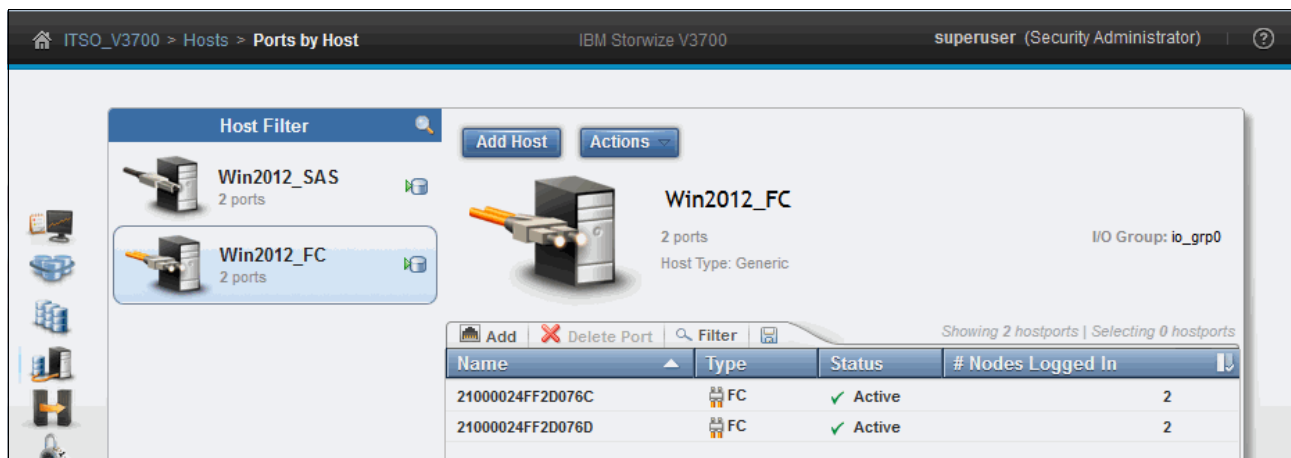 ITSO_V3700 > Hosts > Ports by Host IBM Storwize V3700 superuser (Security Administrator) ?
Host Filter
Win2012_SAS
2 ports
Win2012_FC
2 ports
Add Host Actions
Win2012_FC
2 ports
Host Type: Generic
I/O Group: io_grp0
Add Delete Port Filter Showing 2 hostports | Selecting 0 hostports
Name Type Status # Nodes Logged In
21000024FF2D076C FC Active 2
21000024FF2D076D FC Active 2